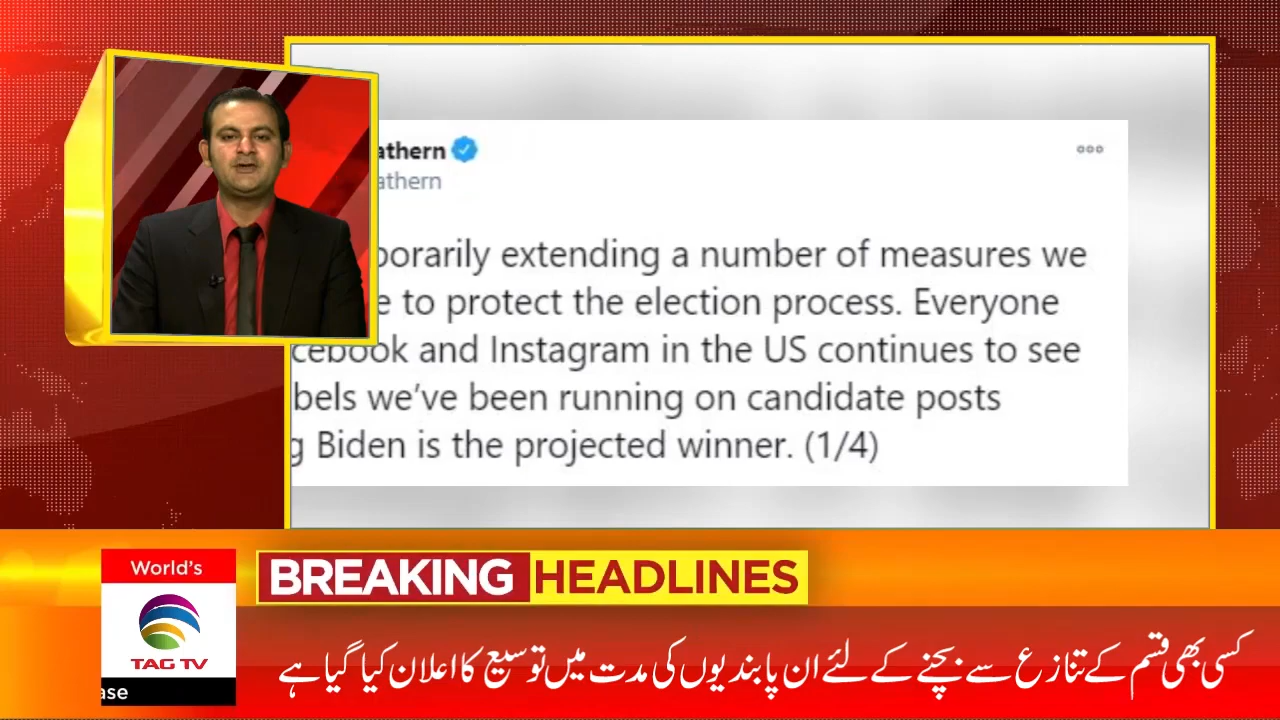 athern
athern
porarily extending a number of measures we
e to protect the election process. Everyone
cebook and Instagram in the US continues to see
bels we've been running on candidate posts
g Biden is the projected winner. (1/4)
World's
TAG TV
ase
BREAKING HEADLINES
کسی بھی قسم کے تنازع سے بچنے کے لئے ان پابندیوں کی مدت میں توسیع کا اعلان کیا گیا ہے